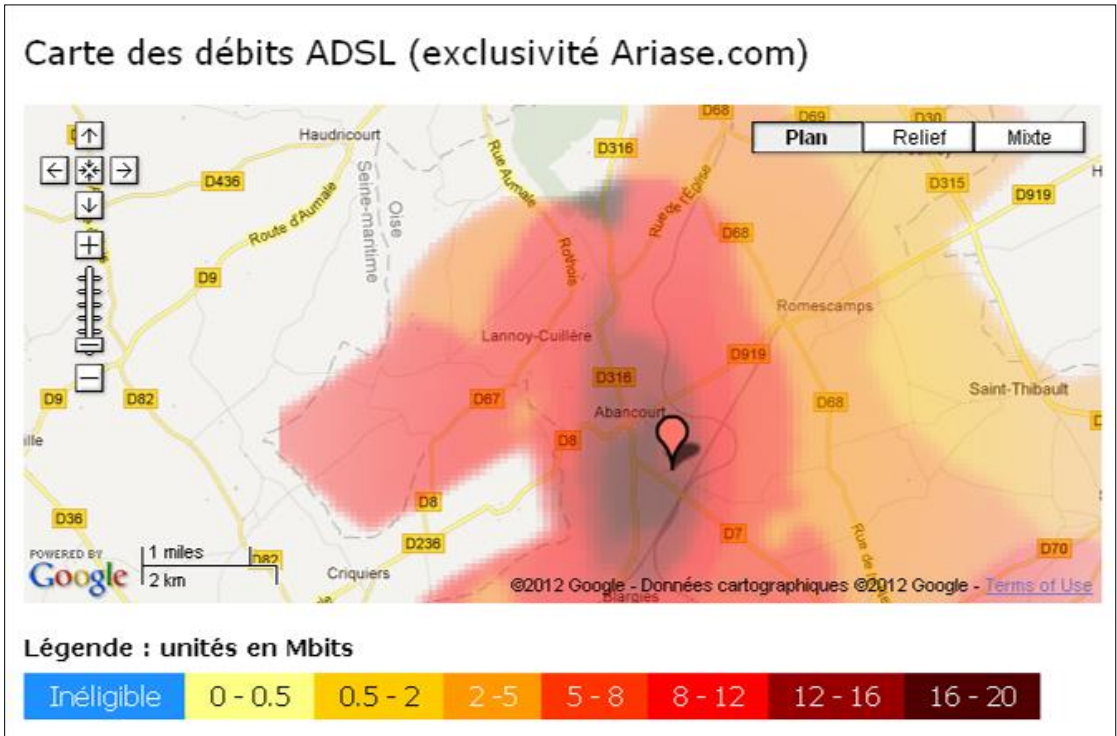 Carte des débits ADSL (exclusivité Ariase.com)
D68
D69
D30
Plan
Relief
Mixte
Haudricourt
D316
Rue Aumale
Rue de l'Église
D436
D315
D919
Route d'Aumale
Seine-maritime
Oise
Rothois
D68
D9
Romescamps
Lannoy-Cuillère
D919
D316
Saint-Thibault
D9
D82
D67
D68
Abancourt
ille
D8
D8
D36
D7
D236
D82
D70
POWERED BY
Google
1 miles
2 km
Criquiers
Blargies
©2012 Google - Données cartographiques ©2012 Google - Terms of Use
Légende : unités en Mbits
Inéligible
0 - 0.5
0.5 - 2
2 -5
5 - 8
8 - 12
12 - 16
16 - 20